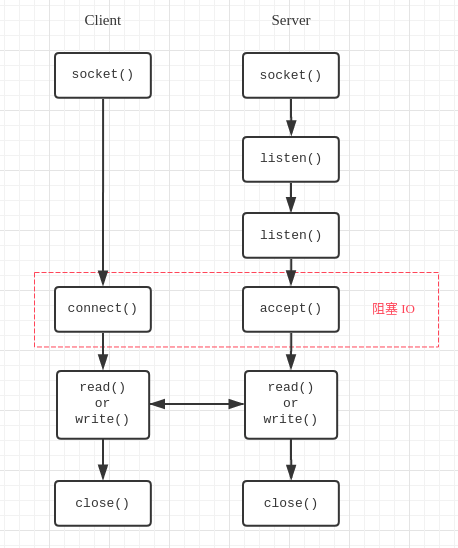 Client
Server
socket()
socket()
listen()
listen()
connect()
accept()
阻塞 IO
read()
or
write()
read()
or
write()
close()
close()